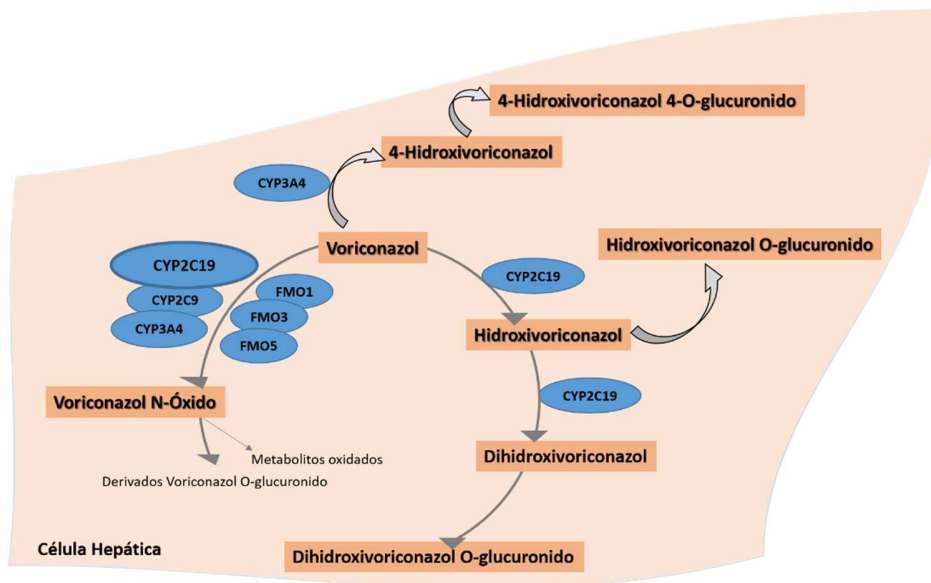 4-Hidroxivoriconazol 4-O-glucuronido
4-Hidroxivoriconazol
CYP3A4
Voriconazol
Hidroxivoriconazol O-glucuronido
CYP2C19
CYP2C19
FMO1
CYP2C9
FMO3
CYP3A4
FMO5
Hidroxivoriconazol
CYP2C19
Voriconazol N-Óxido
Dihidroxivoriconazol
Metabolitos oxidados
Derivados Voriconazol O-glucuronido
Célula Hepática
Dihidroxivoriconazol O-glucuronido